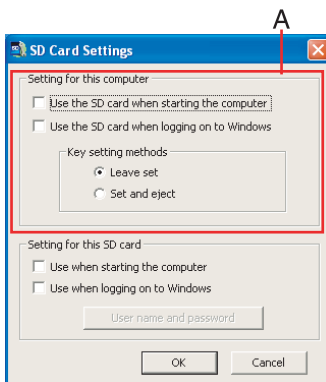 A
SD Card Settings
Setting for this computer
Use the SD card when starting the computer
Use the SD card when logging on to Windows
Key setting methods
Leave set
Set and eject
Setting for this SD card
Use when starting the computer
Use when logging on to Windows
User name and password
OK
Cancel